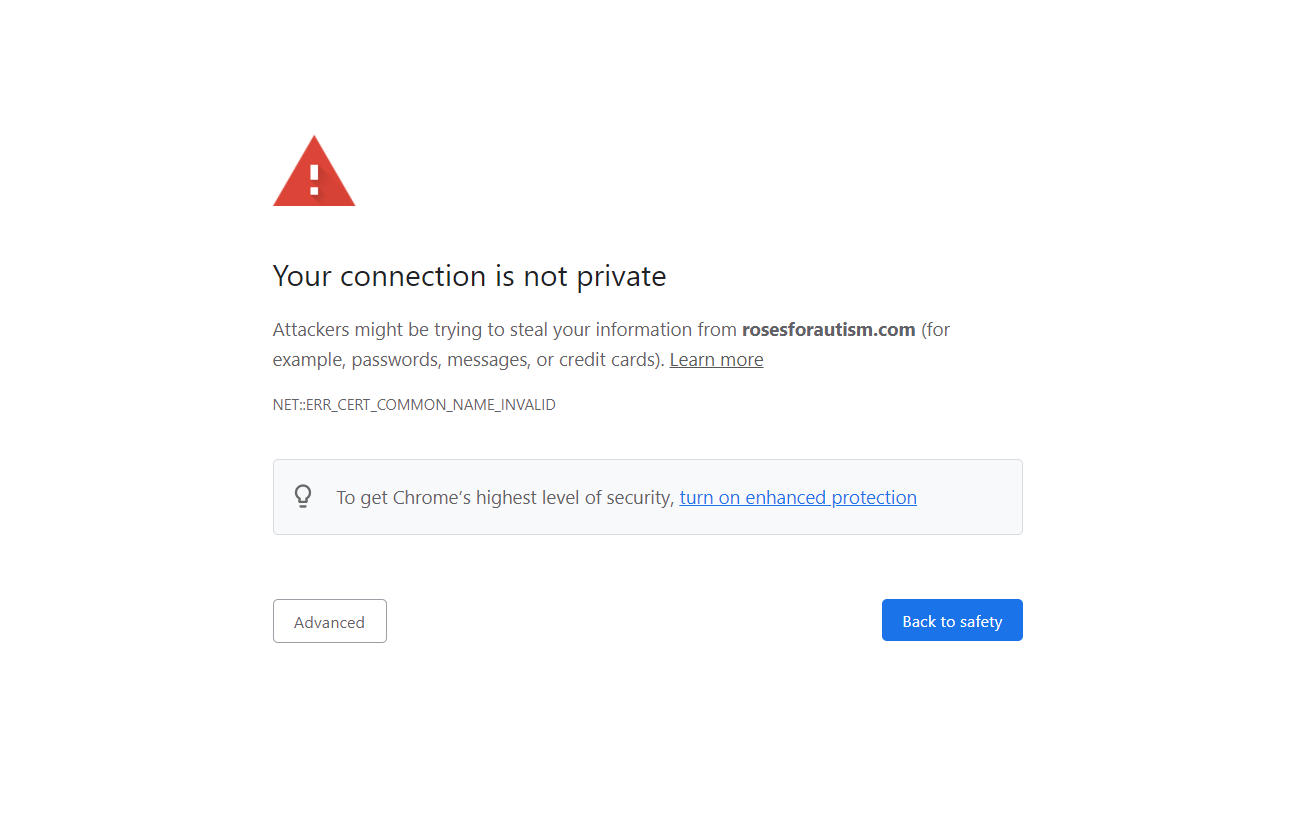 Your connection is not private
Attackers might be trying to steal your information from rosesforautism.com (for
example, passwords, messages, or credit cards). Learn more
NET::ERR_CERT_COMMON_NAME_INVALID
To get Chrome’s highest level of security, turn on enhanced protection
Advanced
Back to safety